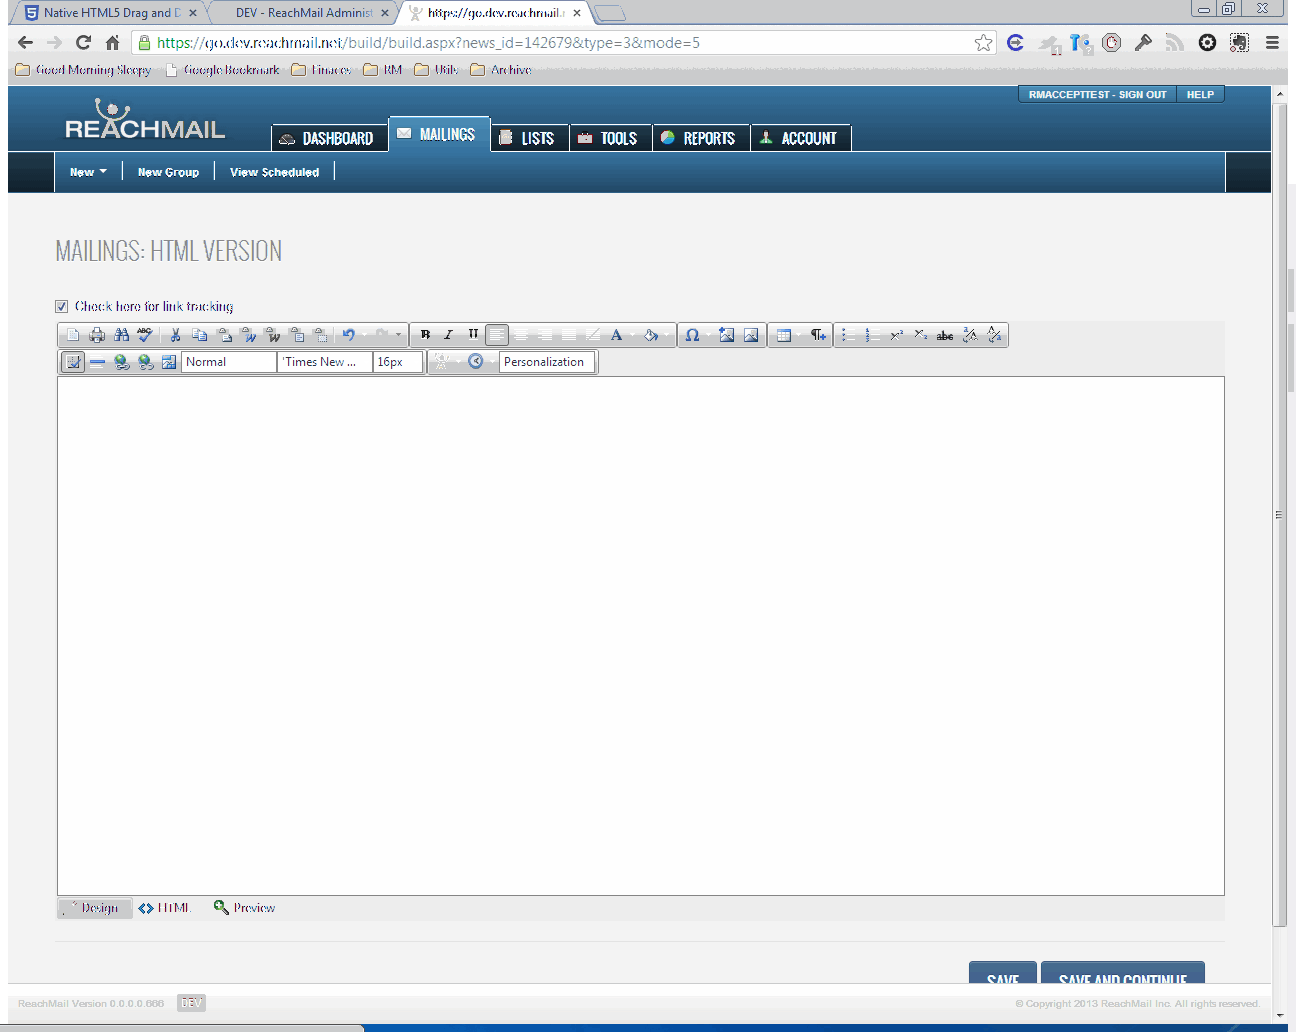 Native HTML5 Drag and D
DEV - ReachMail Administ
https://go.dev.reachmail.r
https://go.dev.reachmail.net/build/build.aspx?news_id=142679&type=3&mode=5
Good Morning Sleepy Google Bookmark Finaces RM Utils Archive
RMACCEPTTEST - SIGN OUT HELP
REACHMAIL
DASHBOARD MAILINGS LISTS TOOLS REPORTS ACCOUNT
New New Group View Scheduled
MAILINGS: HTML VERSION
Check here for link tracking
Normal 'Times New ... 16px Personalization
Design HTML Preview
SAVE SAVE AND CONTINUE
ReachMail Version 0.0.0.0.666 DEV © Copyright 2013 ReachMail Inc. All rights reserved.